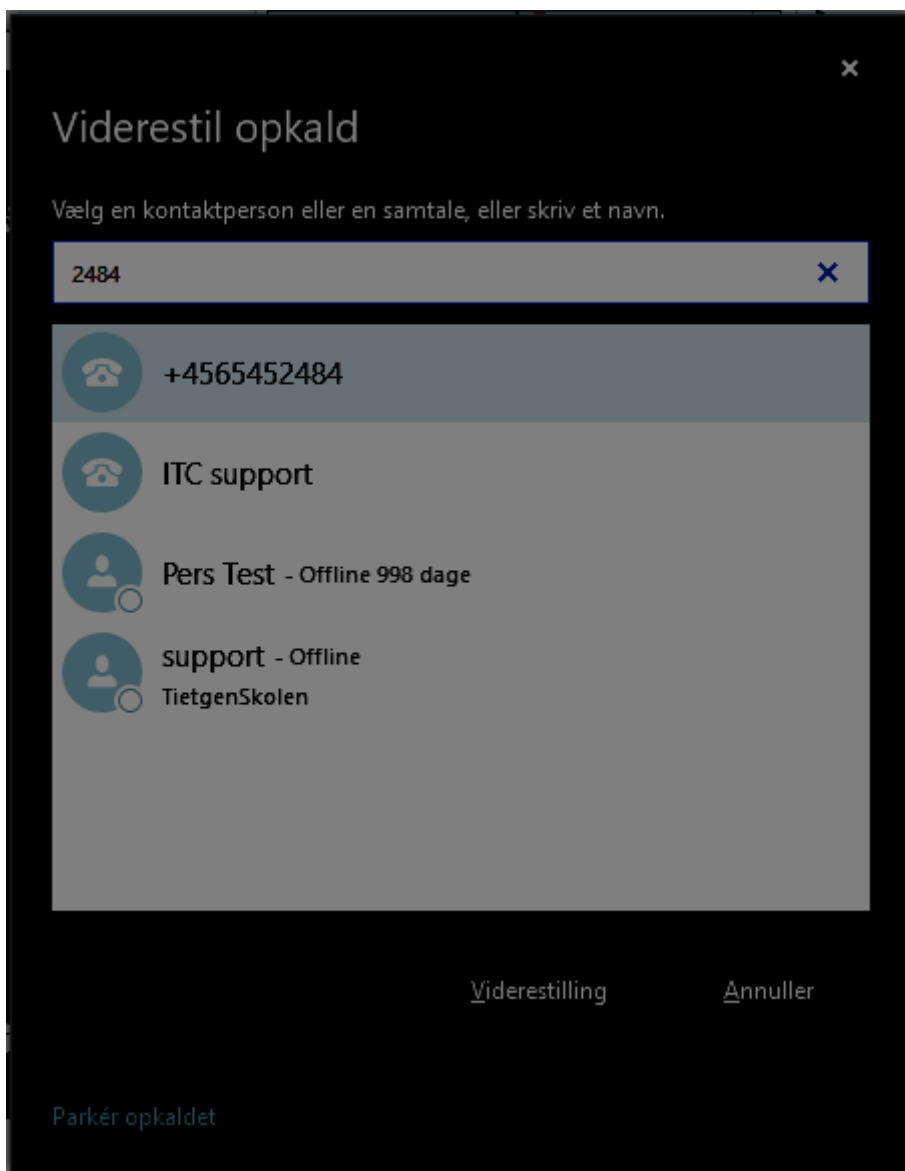 Viderestil opkald
Vælg en kontaktperson eller en samtale, eller skriv et navn.
2484
+4565452484
ITC support
Pers Test - Offline 998 dage
support - Offline
TietgenSkolen
Viderestilling
Annuller
Parkér opkaldet